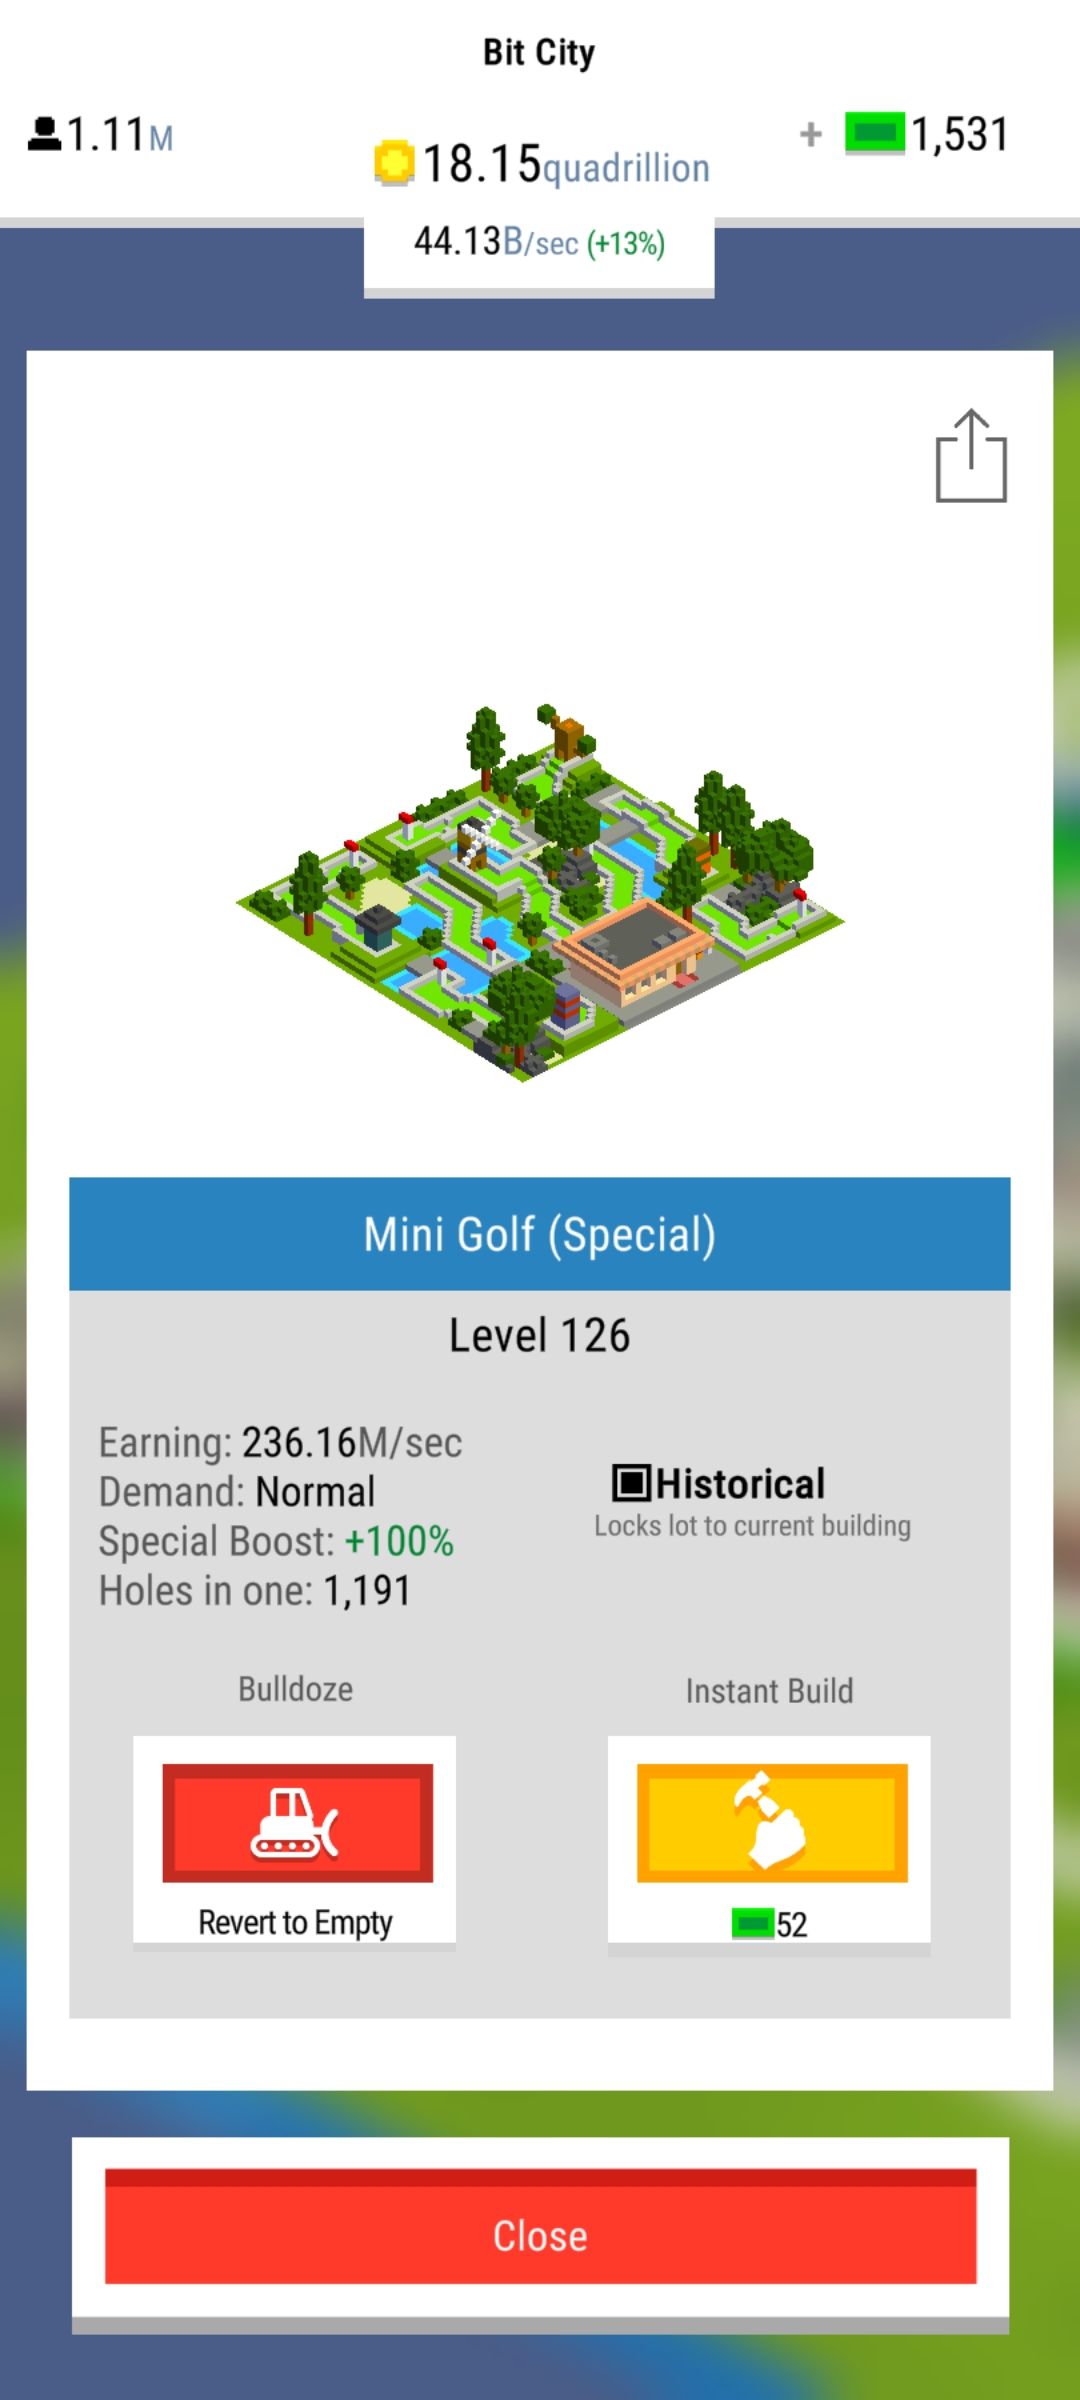 Bit City
1.11M
18.15quadrillion
+ 1,531
44.13B/sec (+13%)
Mini Golf (Special)
Level 126
Earning: 236.16M/sec
Demand: Normal
Special Boost: +100%
Holes in one: 1,191
Historical
Locks lot to current building
Bulldoze
Instant Build
Revert to Empty
52
Close